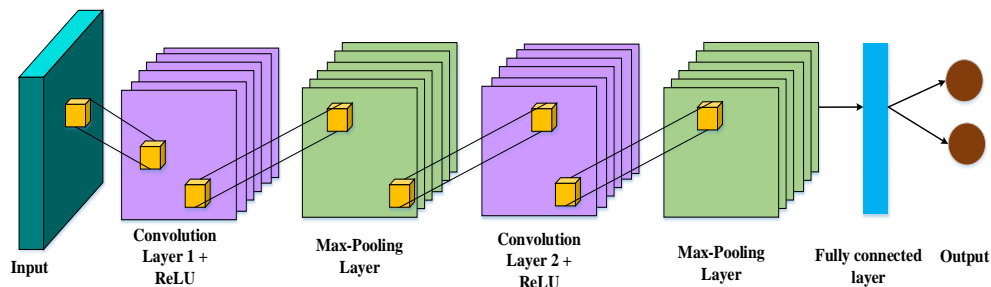 Input
Convolution
Layer 1 +
ReLU
Max-Pooling
Layer
Convolution
Layer 2 +
ReLU
Max-Pooling
Layer
Fully connected
layer
Output